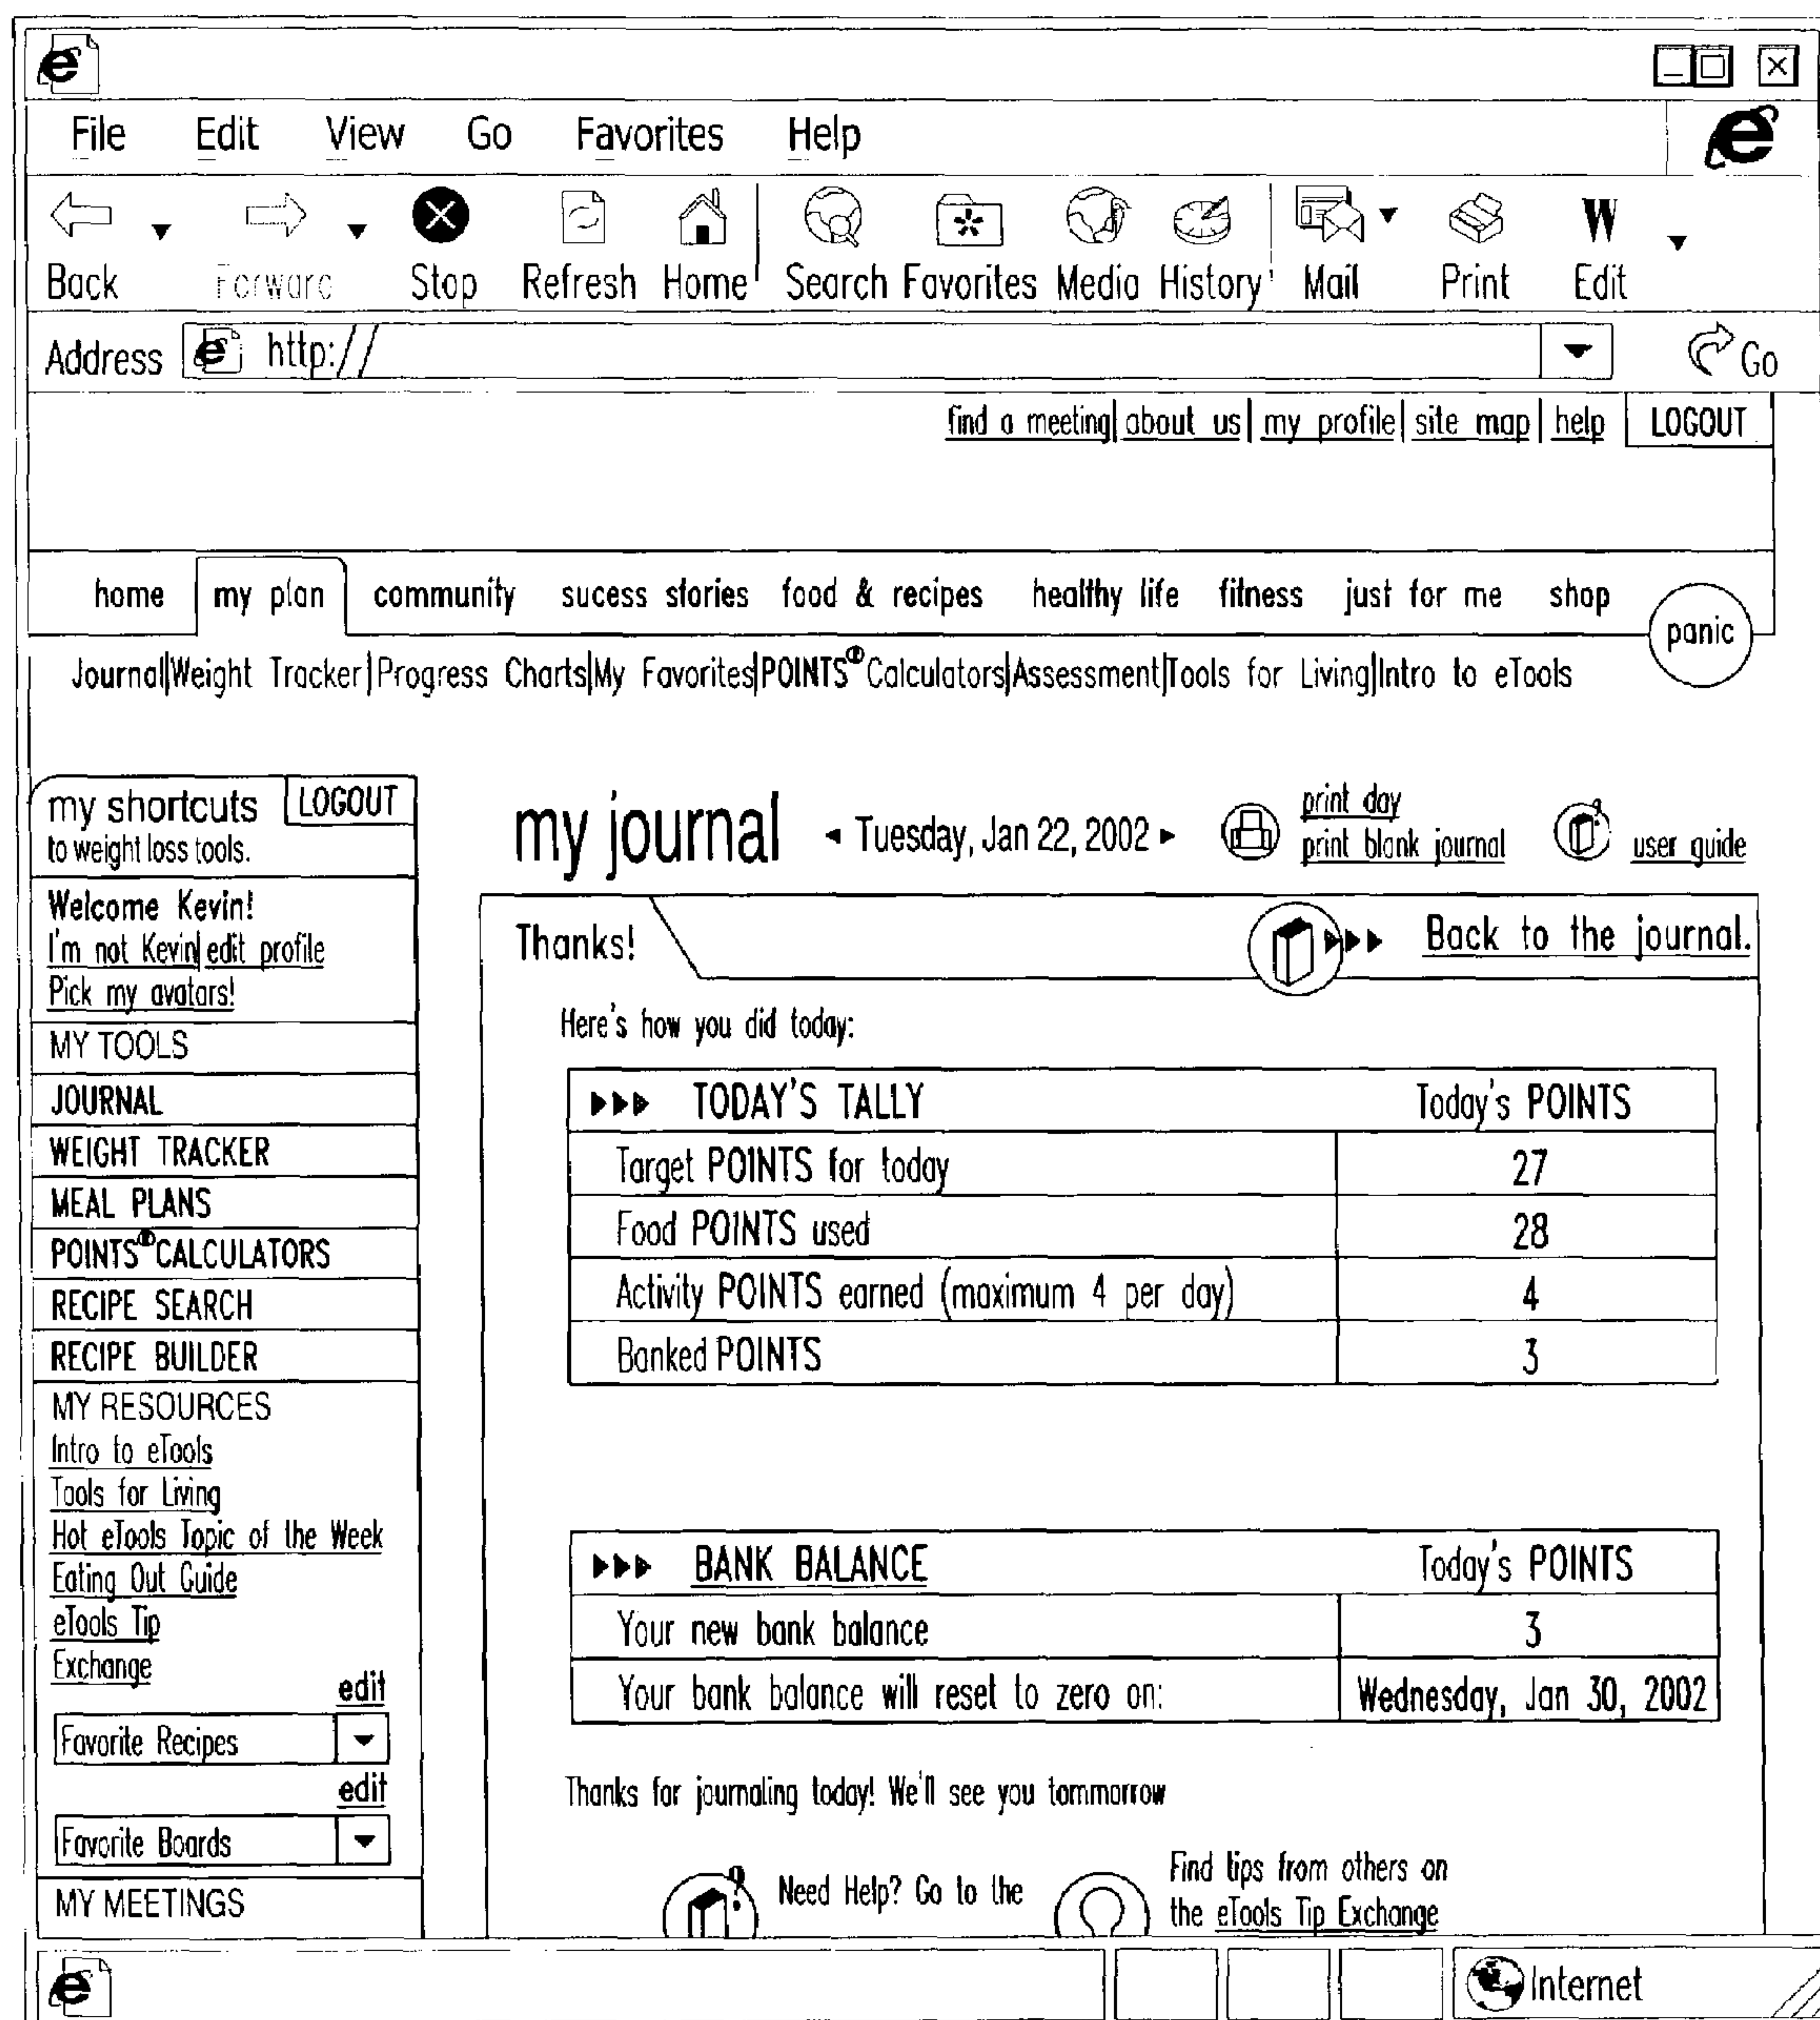 File Edit View Go Favorites Help
Back Forward Stop Refresh Home Search Favorites Media History Mail Print Edit
Address http:// Go
find a meeting| about us| my profile| site map| help LOGOUT
home my plan community sucess stories food & recipes healthy life fitness just for me shop panic
Journal|Weight Tracker|Progress Charts|My Favorites|POINTS® Calculators|Assessment|Tools for Living|Intro to eTools
my shortcuts LOGOUT
to weight loss tools.
Welcome Kevin!
I'm not Kevin|edit profile
Pick my avatars!
MY TOOLS
JOURNAL
WEIGHT TRACKER
MEAL PLANS
POINTS® CALCULATORS
RECIPE SEARCH
RECIPE BUILDER
MY RESOURCES
Intro to eTools
Tools for Living
Hot eTools Topic of the Week
Eating Out Guide
eTools Tip
Exchange
edit
Favorite Recipes
edit
Favorite Boards
MY MEETINGS
my journal ◄ Tuesday, Jan 22, 2002 ► print day
print blank journal user guide
Thanks! Back to the journal.
Here's how you did today:
TODAY'S TALLY Today's POINTS
Target POINTS for today 27
Food POINTS used 28
Activity POINTS earned (maximum 4 per day) 4
Banked POINTS 3
BANK BALANCE Today's POINTS
Your new bank balance 3
Your bank balance will reset to zero on: Wednesday, Jan 30, 2002
Thanks for journaling today! We'll see you tommorrow
Need Help? Go to the
Find tips from others on
the eTools Tip Exchange
Internet